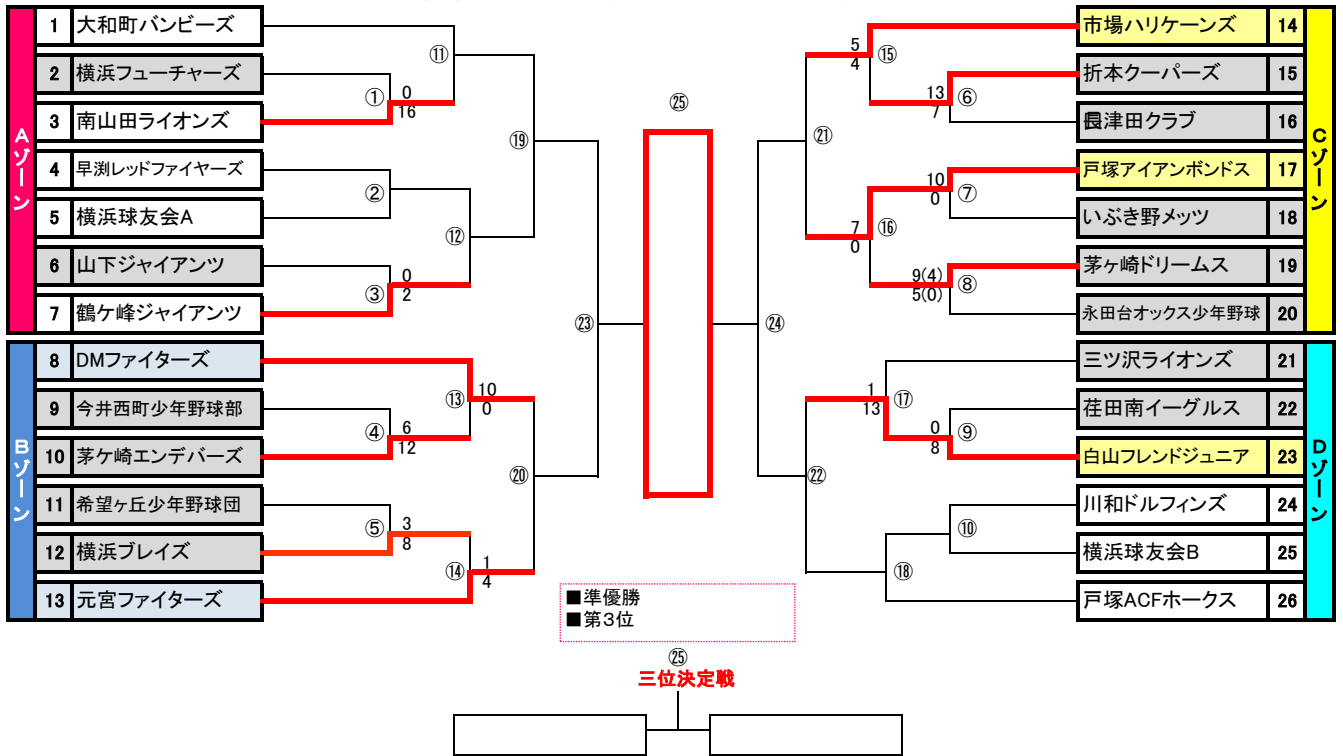 Aゾーン
1 大和町バンビーズ
2 横浜フューチャーズ
3 南山田ライオンズ
4 早渕レッドファイヤーズ
5 横浜球友会A
6 山下ジャイアンツ
7 鶴ケ峰ジャイアンツ
Bゾーン
8 DMファイターズ
9 今井西町少年野球部
10 茅ケ崎エンデバーズ
11 希望ヶ丘少年野球団
12 横浜ブレイズ
13 元宮ファイターズ
① 0
16
②
③ 0
2
④ 6
12
⑤ 3
8
⑪
⑫
⑬ 10
0
⑭ 1
4
⑲
⑳
㉓
㉕
㉔
㉑
㉒
5
4 ⑮
7
0 ⑯
1
13 ⑰
⑱
13
7 ⑥
10
0 ⑦
9(4)
5(0) ⑧
0
8 ⑨
⑩
Cゾーン
市場ハリケーンズ 14
折本クーパーズ 15
長津田クラブ 16
戸塚アイアンボンドス 17
いぶき野メッツ 18
茅ヶ崎ドリームス 19
永田台オックス少年野球 20
Dゾーン
三ツ沢ライオンズ 21
荏田南イーグルス 22
白山フレンドジュニア 23
川和ドルフィンズ 24
横浜球友会B 25
戸塚ACFホークス 26
■準優勝
■第3位
㉕
三位決定戦